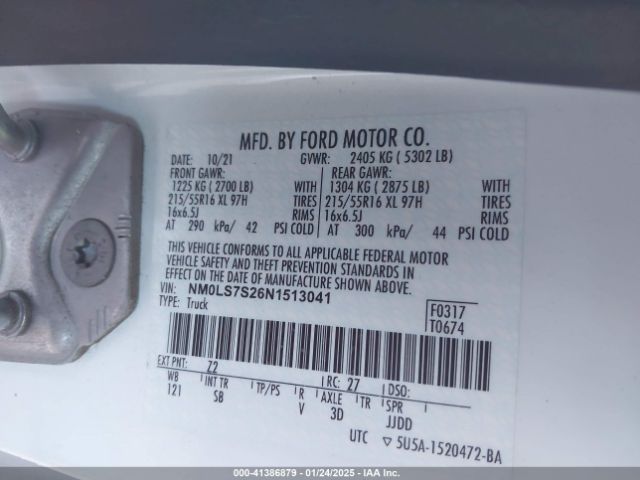 MFD. BY FORD MOTOR CO.
DATE: 10/21 GVWR: 2405 KG ( 5302 LB)
FRONT GAWR: REAR GAWR:
1225 KG ( 2700 LB) WITH 1304 KG ( 2875 LB) WITH
215/55R16 XL 97H TIRES 215/55R16 XL 97H TIRES
16x6.5J RIMS 16x6.5J RIMS
AT 290 kPa/ 42 PSI COLD AT 300 kPa/ 44 PSI COLD
THIS VEHICLE CONFORMS TO ALL APPLICABLE FEDERAL MOTOR
VEHICLE SAFETY AND THEFT PREVENTION STANDARDS IN
EFFECT ON THE DATE OF MANUFACTURE SHOWN ABOVE.
VIN: NM0LS7S26N1513041
TYPE: Truck
F0317
T0674
EXT PNT: Z2 RC: 27 DSO:
WB INT TR TP/PS R AXLE TR SPR
121 SB V 3D JJDD
UTC ▽ 5U5A-1520472-BA
000-41386879 - 01/24/2025 - IAA Inc.